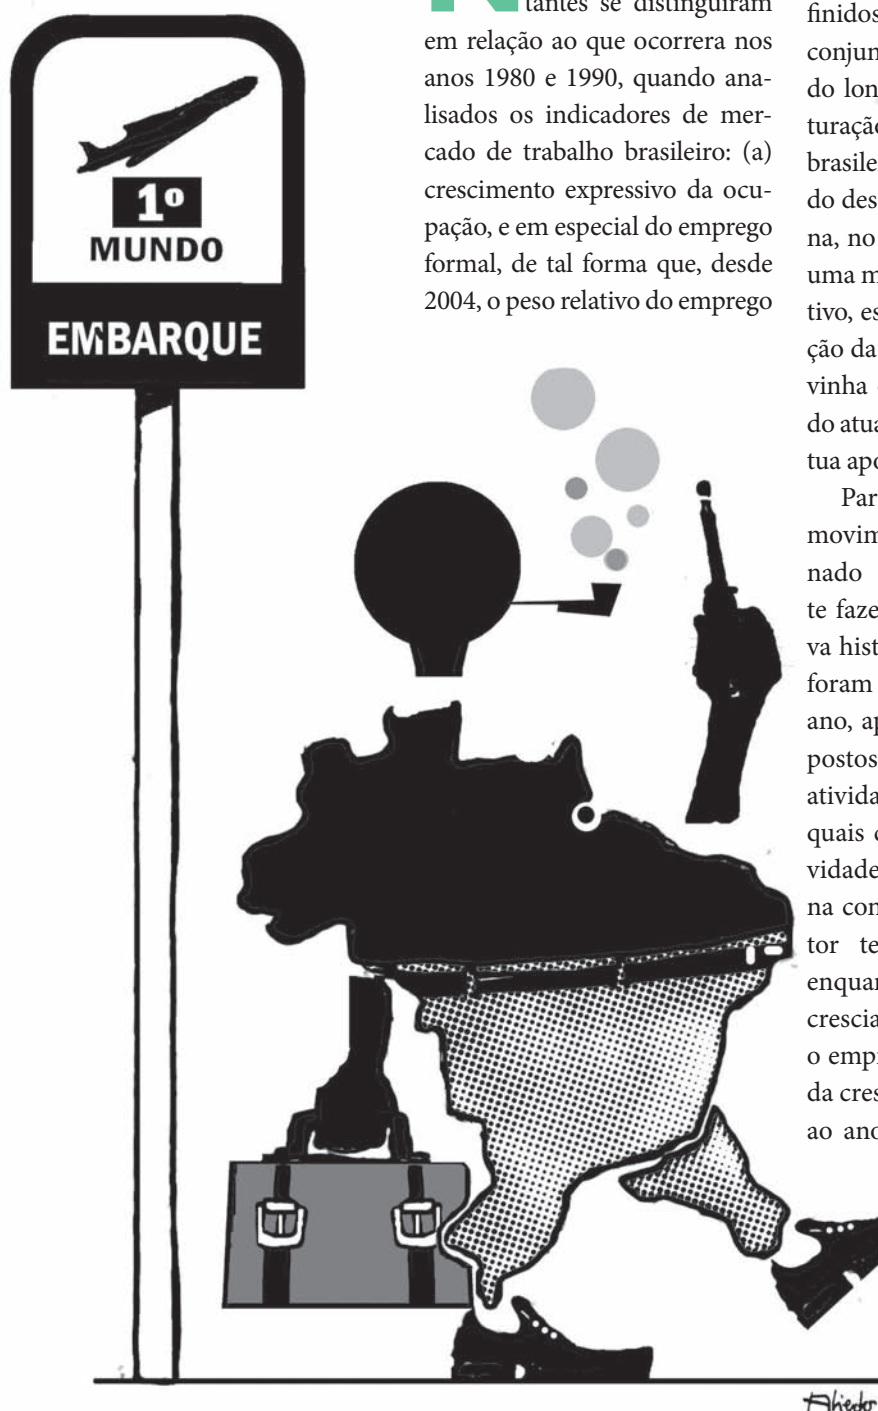 1º
MUNDO
EMBARQUE
tantes se distinguiram
em relação ao que ocorrera nos
anos 1980 e 1990, quando ana-
lisados os indicadores de mer-
cado de trabalho brasileiro: (a)
crescimento expressivo da ocu-
pação, e em especial do emprego
formal, de tal forma que, desde
2004, o peso relativo do emprego
finidos
conjun
do lon
turação
brasile
do des
na, no
uma m
tivo, es
ção da
vinha
do atua
tua apo
Par
movim
nado
te faze
va hist
foram
ano, ap
postos
ativida
quais
vidade
na con
tor te
enquan
crescia
o empr
da cres
ao ano